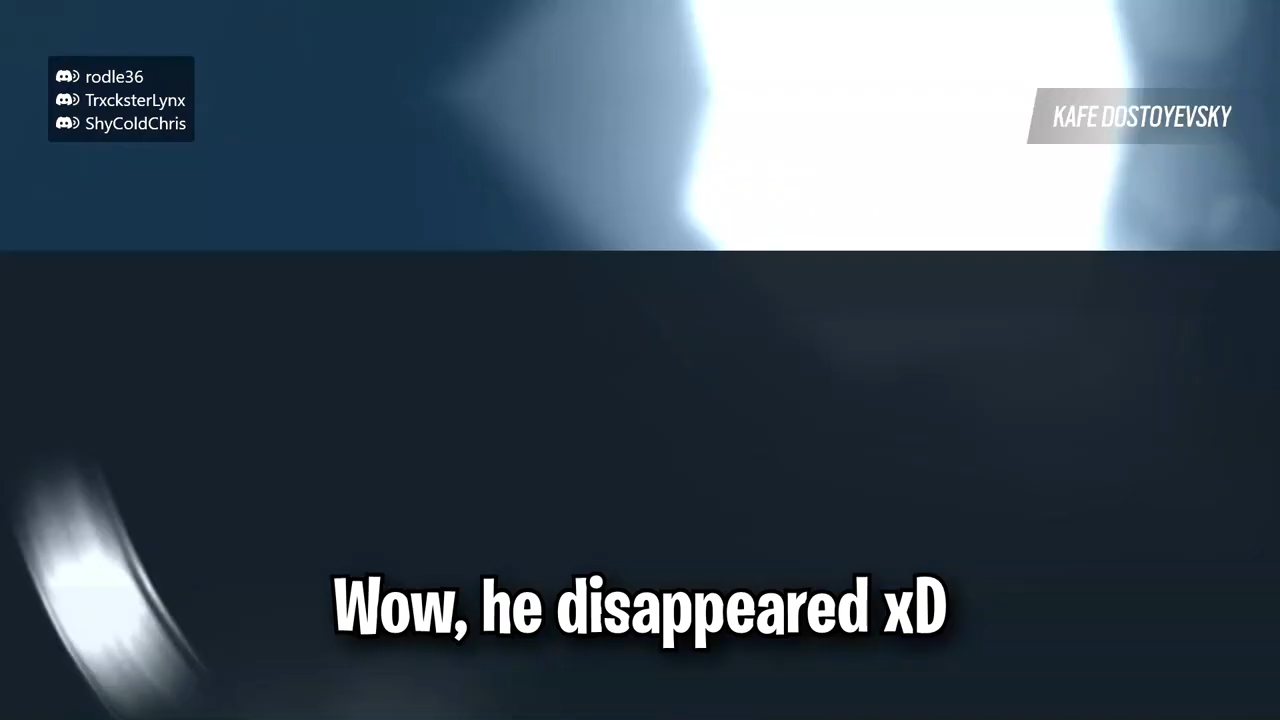 rodle36
TrxcksterLynx
ShyColdChris
KAFE DOSTOYEVSKY
Wow, he disappeared xD